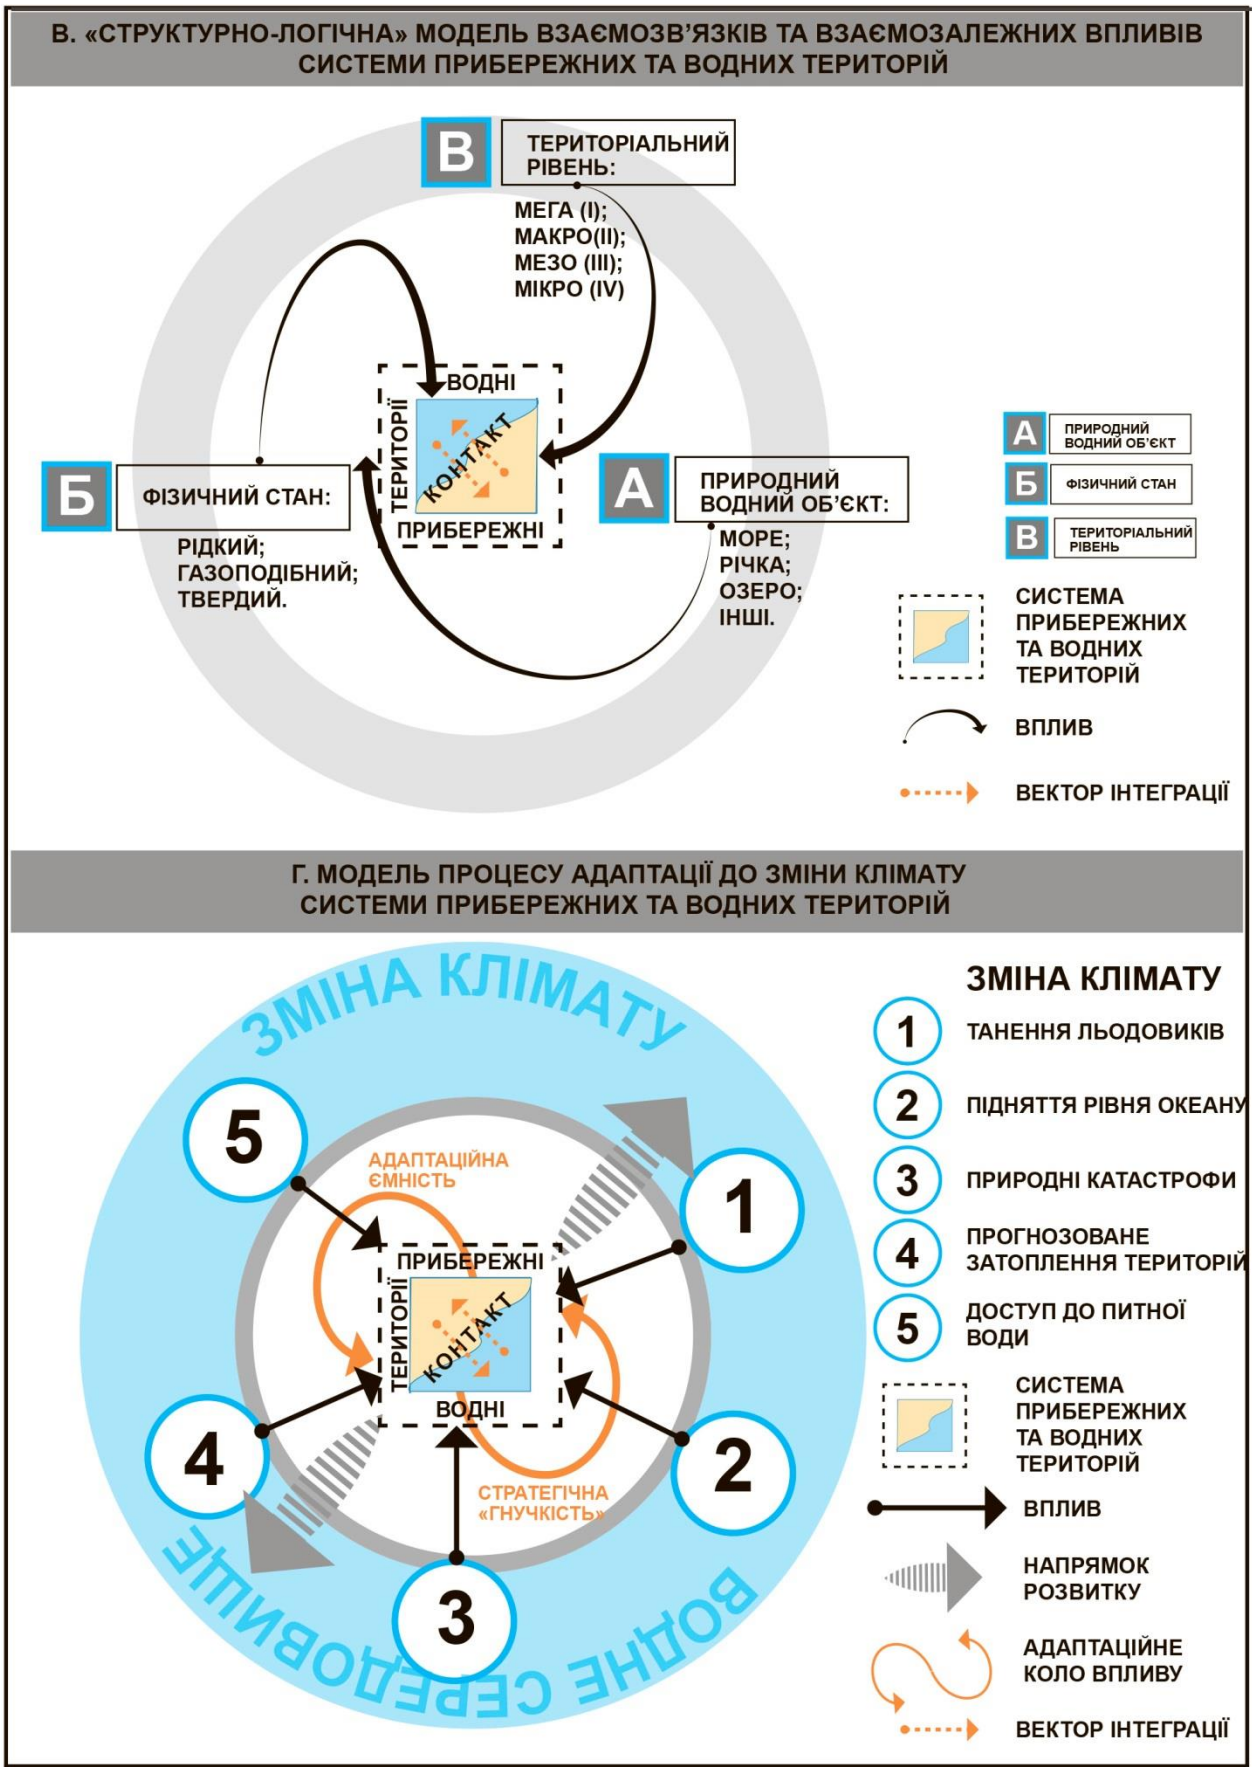 В. «СТРУКТУРНО-ЛОГІЧНА» МОДЕЛЬ ВЗАЄМОЗВ’ЯЗКІВ ТА ВЗАЄМОЗАЛЕЖНИХ ВПЛИВІВ
СИСТЕМИ ПРИБЕРЕЖНИХ ТА ВОДНИХ ТЕРИТОРІЙ
В
ТЕРИТОРІАЛЬНИЙ
РІВЕНЬ:
МЕГА (I);
МАКРО(II);
МЕЗО (III);
МІКРО (IV)
ВОДНІ
ТЕРИТОРІЇ
КОНТАКТ
ПРИБЕРЕЖНІ
Б
ФІЗИЧНИЙ СТАН:
РІДКИЙ;
ГАЗОПОДІБНИЙ;
ТВЕРДИЙ.
А
ПРИРОДНИЙ
ВОДНИЙ ОБ’ЄКТ:
МОРЕ;
РІЧКА;
ОЗЕРО;
ІНШІ.
А
ПРИРОДНИЙ
ВОДНИЙ ОБ’ЄКТ
Б
ФІЗИЧНИЙ СТАН
В
ТЕРИТОРІАЛЬНИЙ
РІВЕНЬ
СИСТЕМА
ПРИБЕРЕЖНИХ
ТА ВОДНИХ
ТЕРИТОРІЙ
ВПЛИВ
ВЕКТОР ІНТЕГРАЦІЇ
Г. МОДЕЛЬ ПРОЦЕСУ АДАПТАЦІЇ ДО ЗМІНИ КЛІМАТУ
СИСТЕМИ ПРИБЕРЕЖНИХ ТА ВОДНИХ ТЕРИТОРІЙ
ЗМІНА КЛІМАТУ
5
АДАПТАЦІЙНА
ЄМНІСТЬ
1
ПРИБЕРЕЖНІ
ТЕРИТОРІЇ
КОНТАКТ
ВОДНІ
4
2
СТРАТЕГІЧНА
«ГНУЧКІСТЬ»
3
ВОДНЕ СЕРЕДОВИЩЕ
ЗМІНА КЛІМАТУ
1
ТАНЕННЯ ЛЬОДОВИКІВ
2
ПІДНЯТТЯ РІВНЯ ОКЕАНУ
3
ПРИРОДНІ КАТАСТРОФИ
4
ПРОГНОЗОВАНЕ
ЗАТОПЛЕННЯ ТЕРИТОРІЙ
5
ДОСТУП ДО ПИТНОЇ
ВОДИ
СИСТЕМА
ПРИБЕРЕЖНИХ
ТА ВОДНИХ
ТЕРИТОРІЙ
ВПЛИВ
НАПРЯМОК
РОЗВИТКУ
АДАПТАЦІЙНЕ
КОЛО ВПЛИВУ
ВЕКТОР ІНТЕГРАЦІЇ